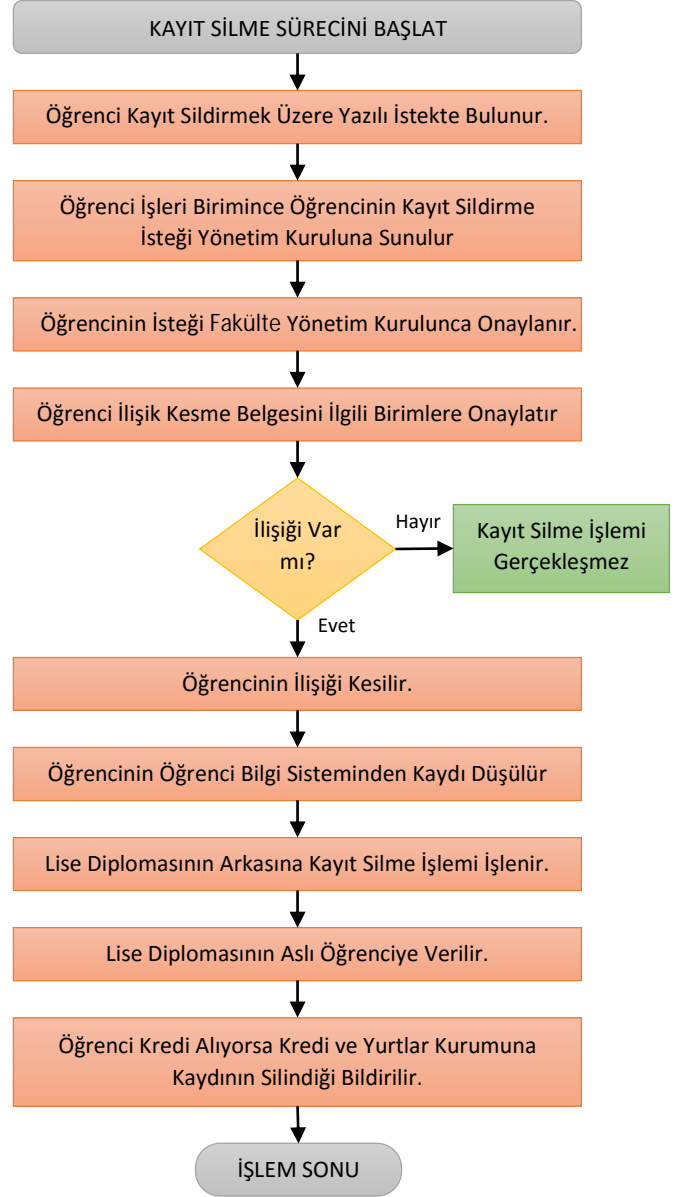 KAYIT SİLME SÜRECİNİ BAŞLAT
Öğrenci Kayıt Sildirmek Üzere Yazılı İstekte Bulunur.
Öğrenci İşleri Birimince Öğrencinin Kayıt Sildirme
İsteği Yönetim Kuruluna Sunulur
Öğrencinin İsteği Fakülte Yönetim Kurulunca Onaylanır.
Öğrenci İlişik Kesme Belgesini İlgili Birimlere Onaylatır
İlişiği Var
mı?
Hayır
Kayıt Silme İşlemi
Gerçekleşmez
Evet
Öğrencinin İlişiği Kesilir.
Öğrencinin Öğrenci Bilgi Sisteminden Kaydı Düşülür
Lise Diplomasının Arkasına Kayıt Silme İşlemi İşlenir.
Lise Diplomasının Aslı Öğrenciye Verilir.
Öğrenci Kredi Alıyorsa Kredi ve Yurtlar Kurumuna
Kaydının Silindiği Bildirilir.
İŞLEM SONU